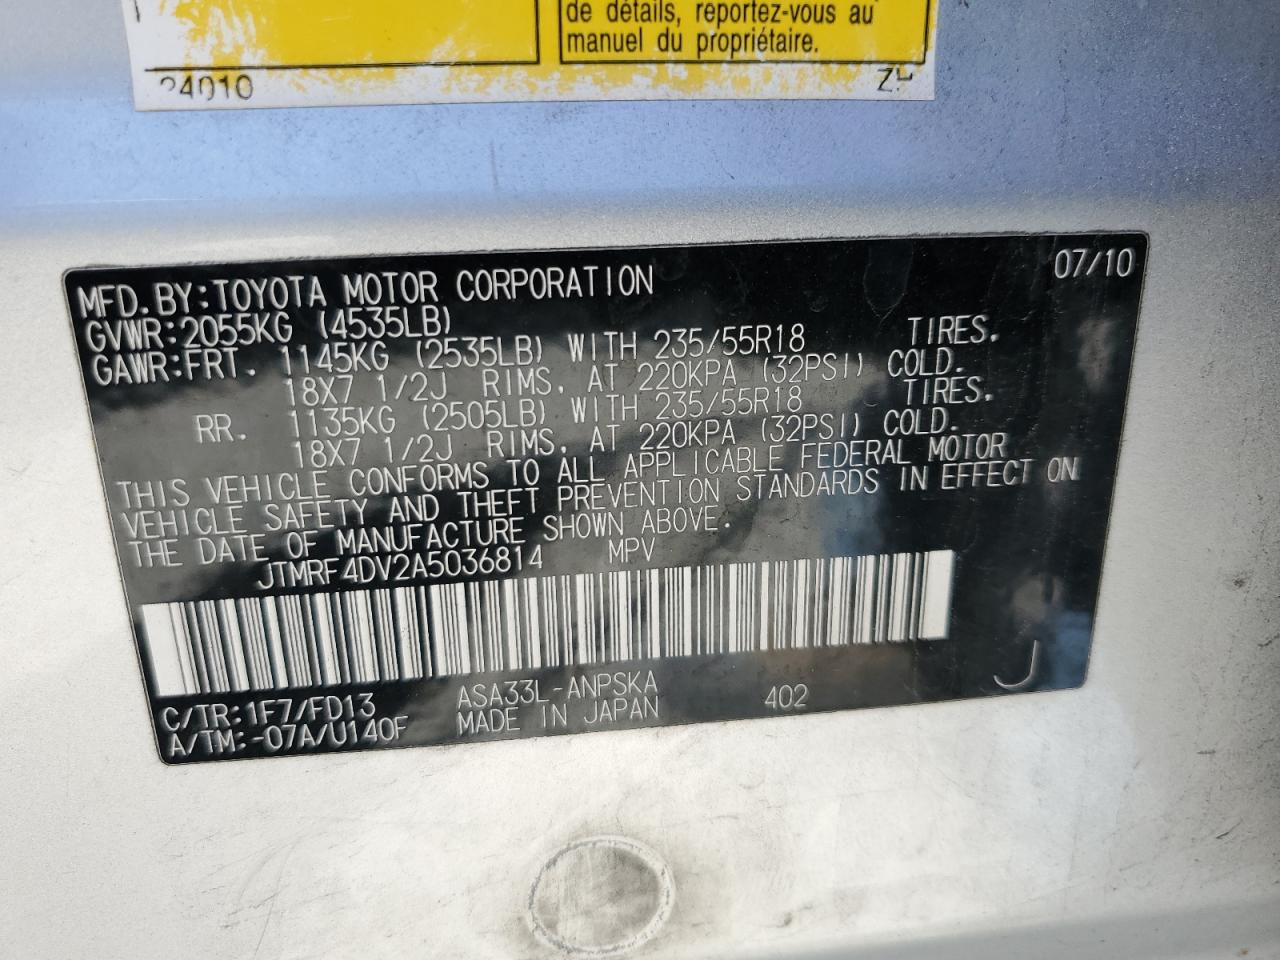 de détails, reportez-vous au
manuel du propriétaire.
24010
MFD.BY:TOYOTA MOTOR CORPORATION 07/10
GVWR:2055KG (4535LB)
GAWR:FRT. 1145KG (2535LB) WITH 235/55R18 TIRES.
18X7 1/2J RIMS, AT 220KPA (32PSI) COLD.
RR. 1135KG (2505LB) WITH 235/55R18 TIRES.
18X7 1/2J RIMS, AT 220KPA (32PSI) COLD.
THIS VEHICLE CONFORMS TO ALL APPLICABLE FEDERAL MOTOR
VEHICLE SAFETY AND THEFT PREVENTION STANDARDS IN EFFECT ON
THE DATE OF MANUFACTURE SHOWN ABOVE.
JTMRF4DV2A5036814 MPV
C/TR:1F7/FD13 ASA33L-ANPSKA 402 J
A/TM:-07A/U140F MADE IN JAPAN